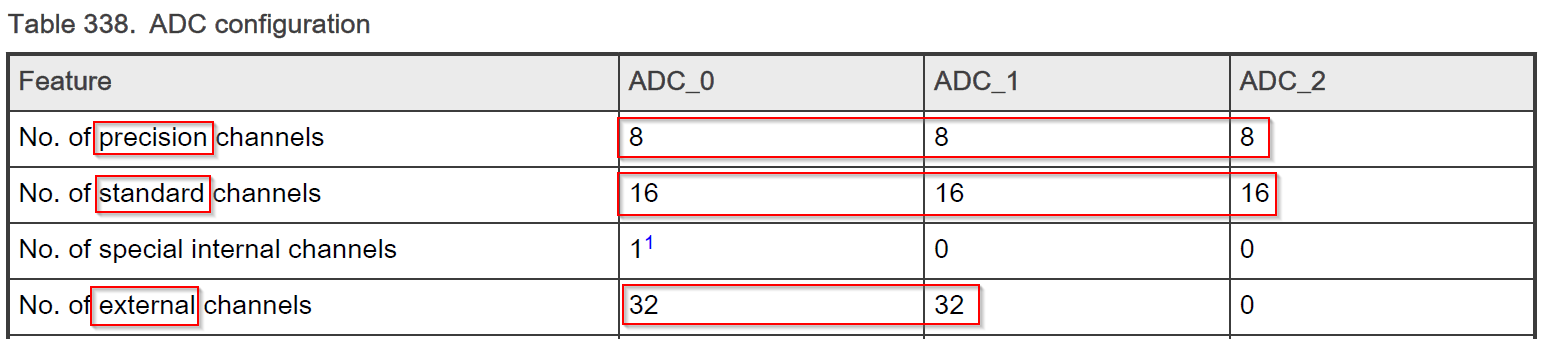 Table 338. ADC configuration
Feature ADC_0 ADC_1 ADC_2
No. of precision channels 8 8 8
No. of standard channels 16 16 16
No. of special internal channels 1¹ 0 0
No. of external channels 32 32 0